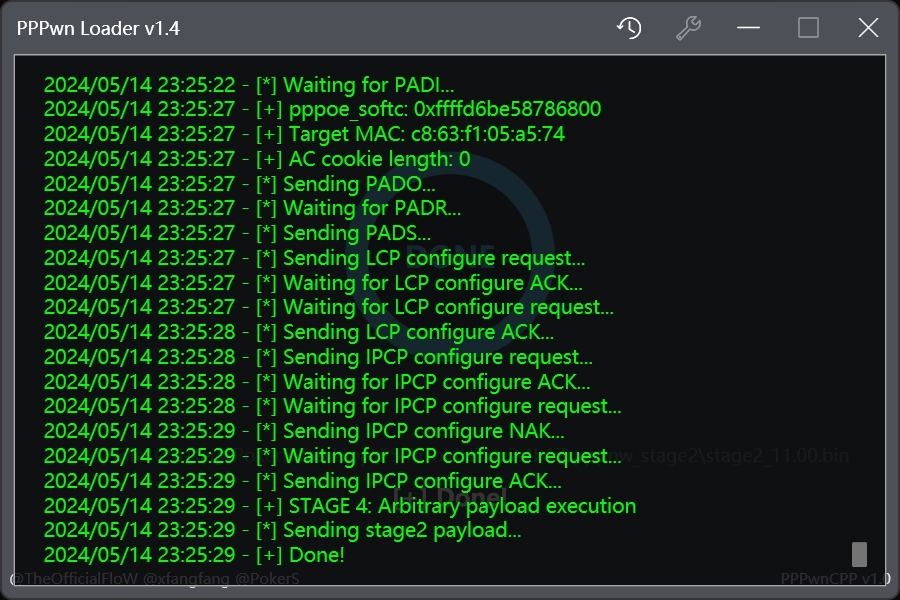 PPPwn Loader v1.4
2024/05/14 23:25:22 - [*] Waiting for PADI...
2024/05/14 23:25:27 - [+] pppoe_softc: 0xffffd6be58786800
2024/05/14 23:25:27 - [+] Target MAC: c8:63:f1:05:a5:74
2024/05/14 23:25:27 - [+] AC cookie length: 0
2024/05/14 23:25:27 - [*] Sending PADO...
2024/05/14 23:25:27 - [*] Waiting for PADR...
2024/05/14 23:25:27 - [*] Sending PADS...
DONE
2024/05/14 23:25:27 - [*] Sending LCP configure request...
2024/05/14 23:25:27 - [*] Waiting for LCP configure ACK...
2024/05/14 23:25:27 - [*] Waiting for LCP configure request...
2024/05/14 23:25:28 - [*] Sending LCP configure ACK...
2024/05/14 23:25:28 - [*] Sending IPCP configure request...
2024/05/14 23:25:28 - [*] Waiting for IPCP configure ACK...
2024/05/14 23:25:28 - [*] Waiting for IPCP configure request...
2024/05/14 23:25:29 - [*] Sending IPCP configure NAK...
2024/05/14 23:25:29 - [*] Waiting for IPCP configure request...
w_stage2\stage2_11.00.bin
2024/05/14 23:25:29 - [*] Sending IPCP configure ACK...
[+] Done!
2024/05/14 23:25:29 - [+] STAGE 4: Arbitrary payload execution
2024/05/14 23:25:29 - [*] Sending stage2 payload...
2024/05/14 23:25:29 - [+] Done!
@TheOfficialFloW @xfangfang @PokerS
PPPwnCPP v1.0